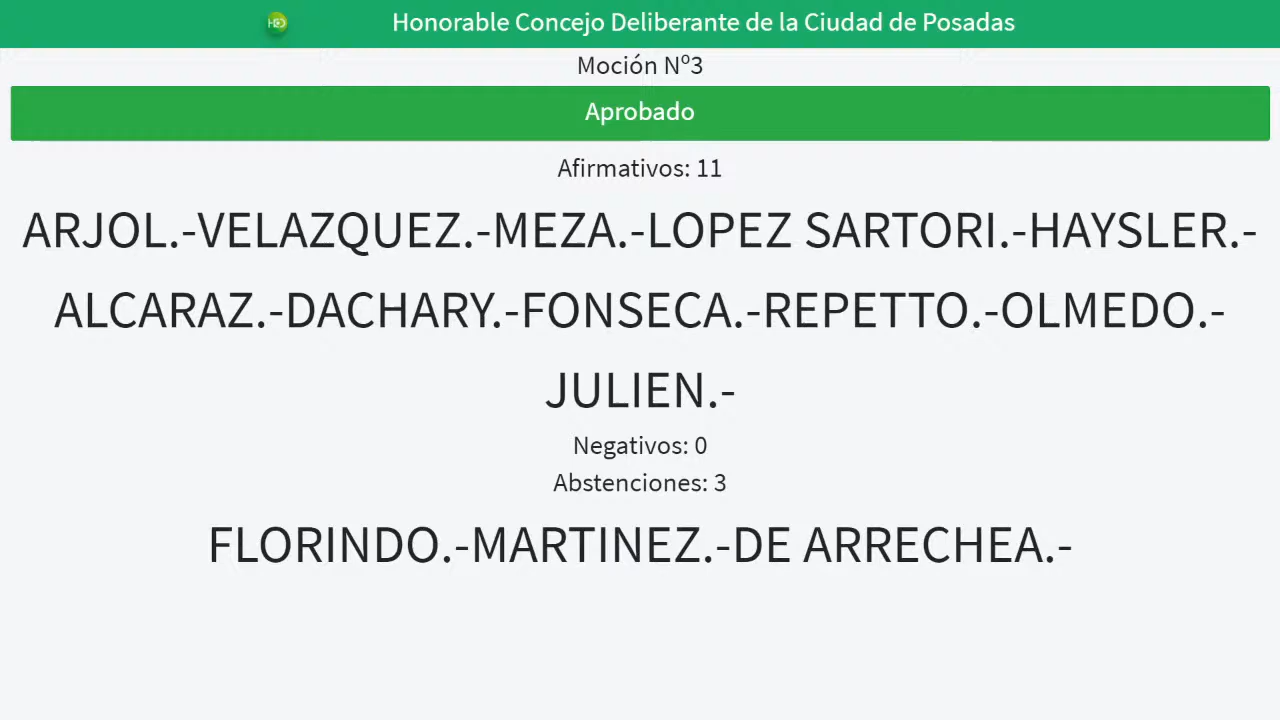 HCD
Honorable Concejo Deliberante de la Ciudad de Posadas
Moción Nº3
Aprobado
Afirmativos: 11
ARJOL.-VELAZQUEZ.-MEZA.-LOPEZ SARTORI.-HAYSLER.-
ALCARAZ.-DACHARY.-FONSECA.-REPETTO.-OLMEDO.-
JULIEN.-
Negativos: 0
Abstenciones: 3
FLORINDO.-MARTINEZ.-DE ARRECHEA.-